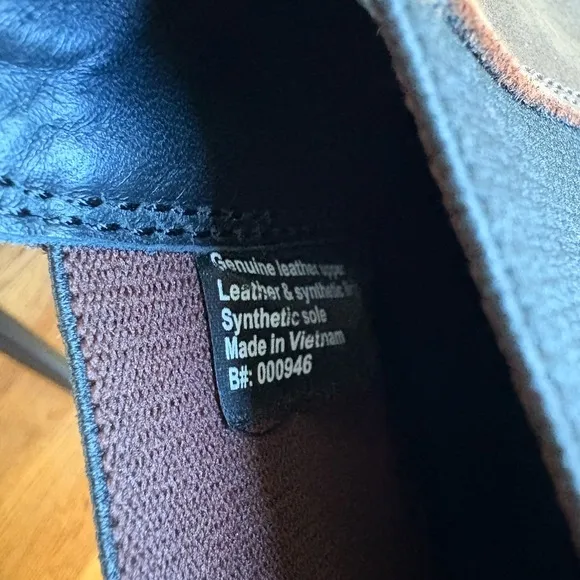 Genuine leather upper
Leather & synthetic
Synthetic sole
Made in Vietnam
B#: 000946